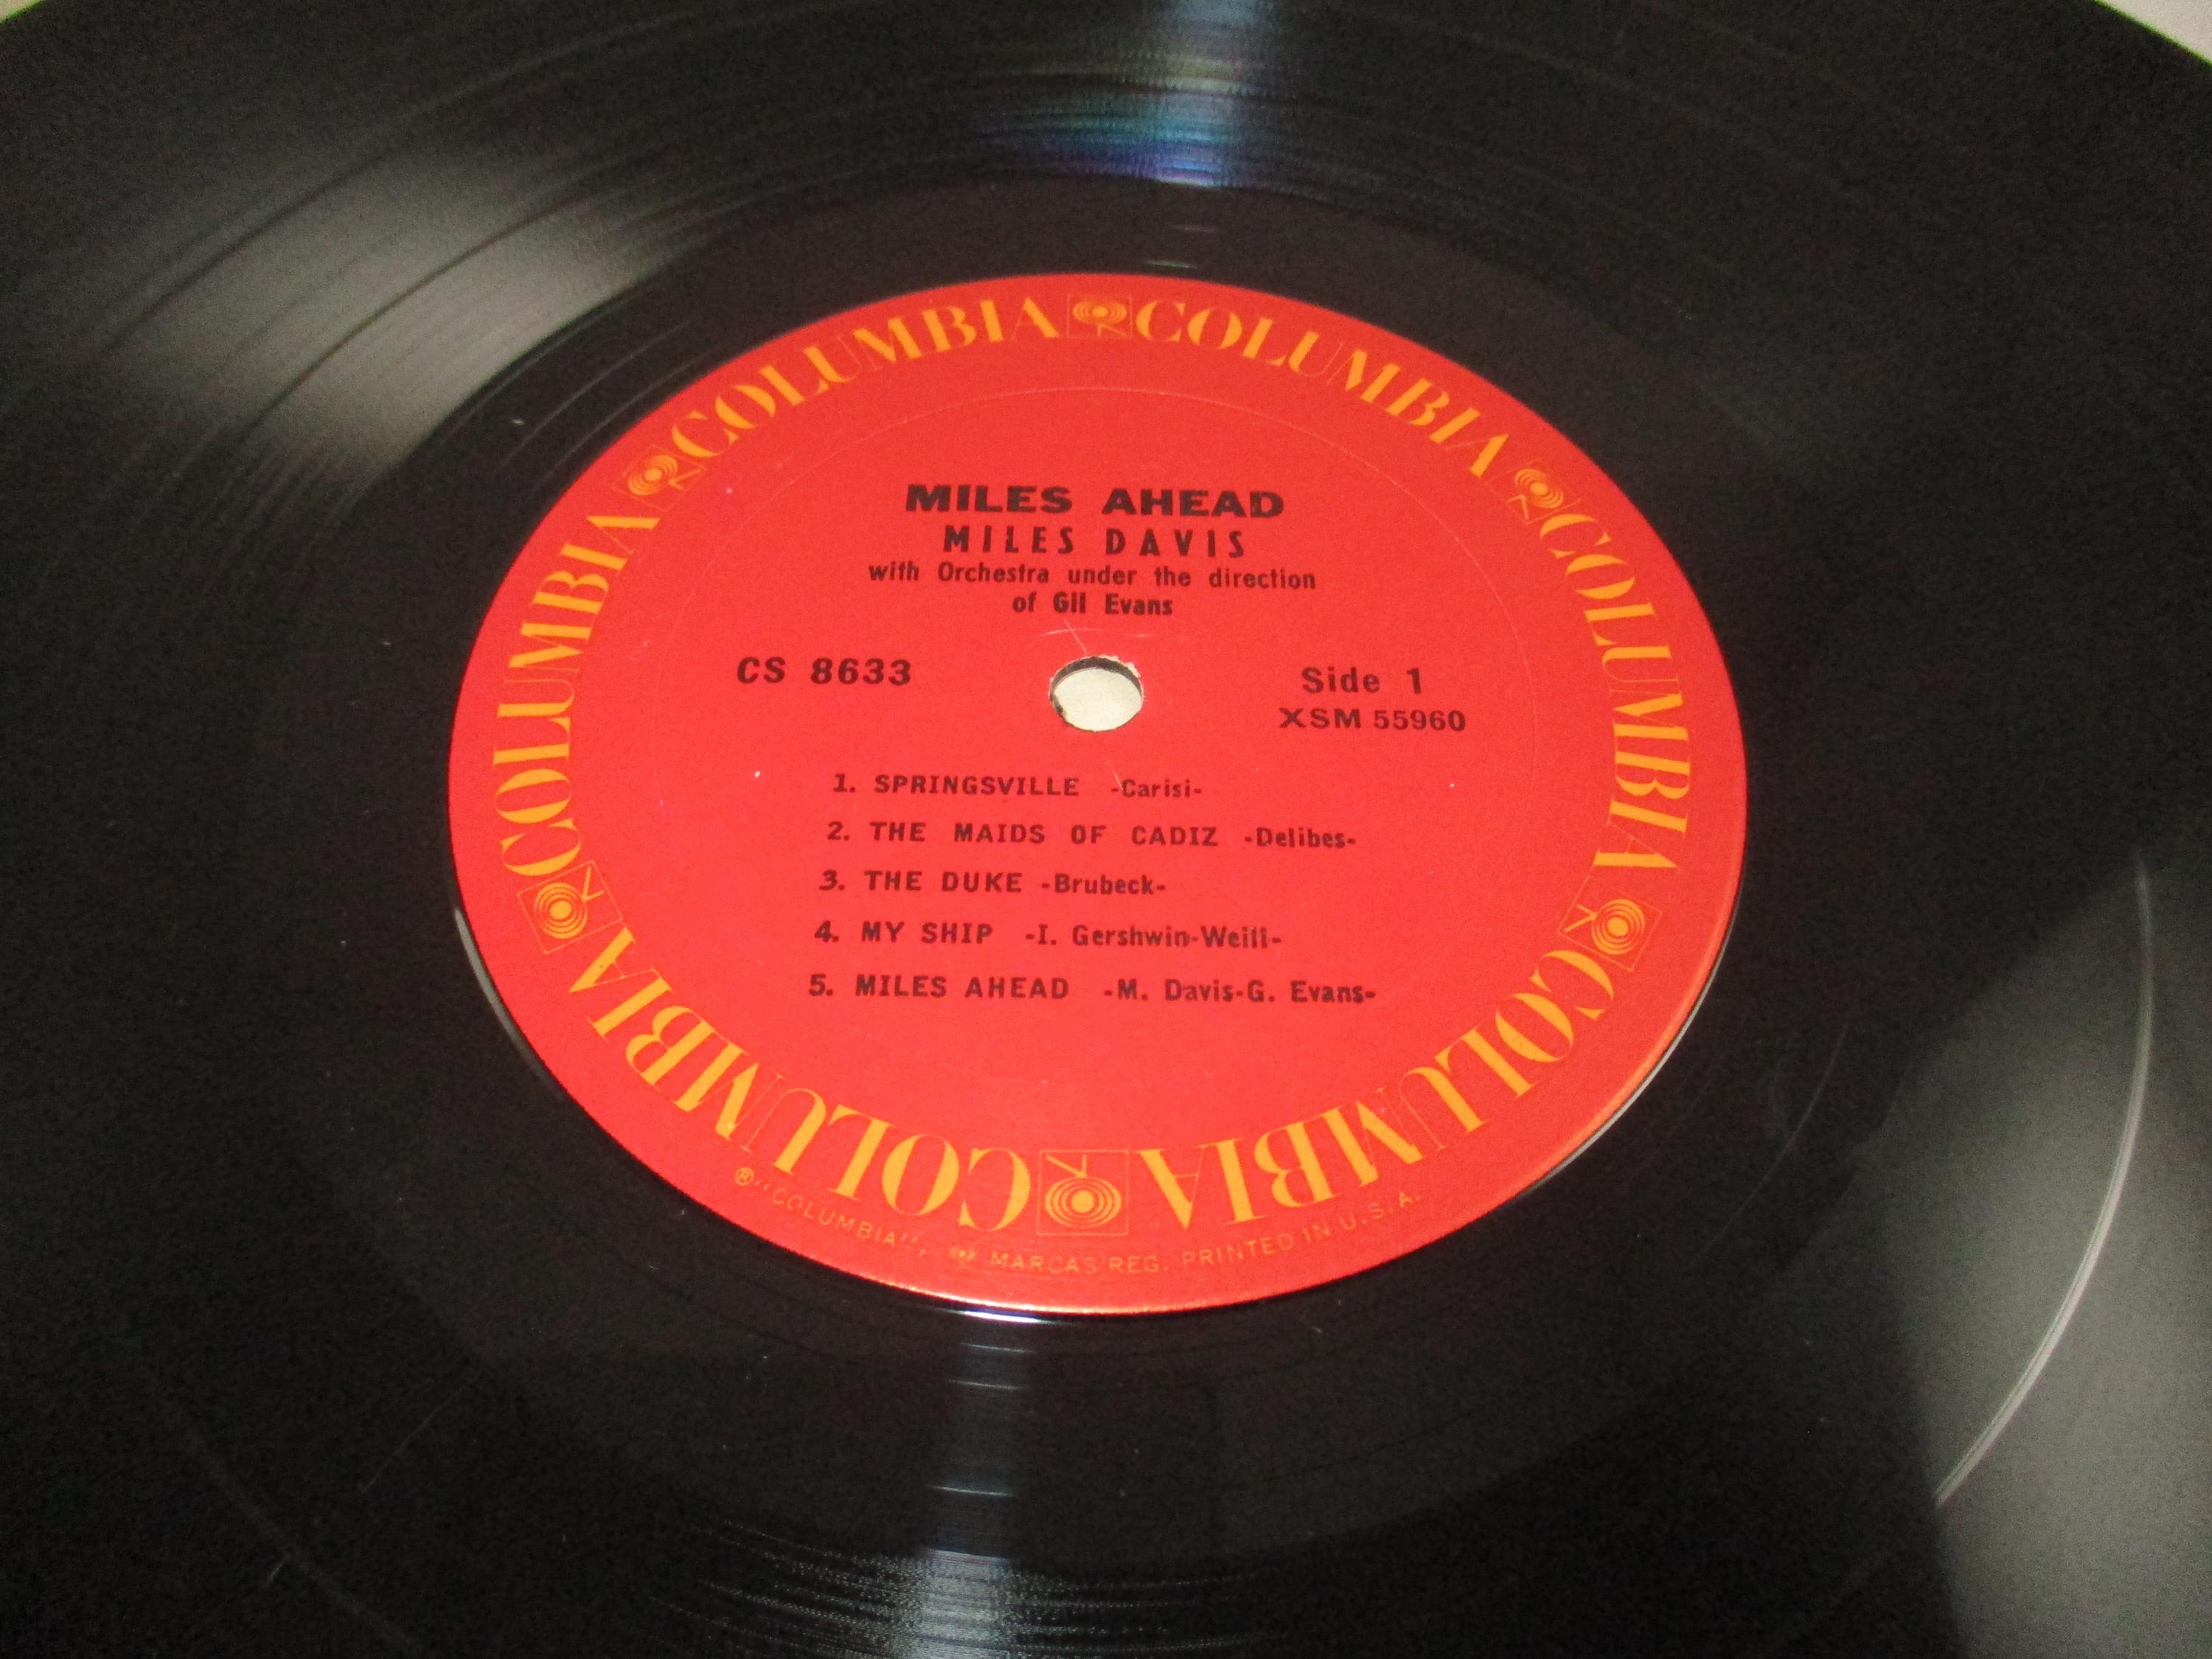 COLUMBIA COLUMBIA COLUMBIA COLUMBIA COLUMBIA COLUMBIA
MILES AHEAD
MILES DAVIS
with Orchestra under the direction
of Gil Evans
CS 8633
Side 1
XSM 55960
1. SPRINGSVILLE -Carisi-
2. THE MAIDS OF CADIZ -Delibes-
3. THE DUKE -Brubeck-
4. MY SHIP -I. Gershwin-Weill-
5. MILES AHEAD -M. Davis-G. Evans-
® "COLUMBIA", MARCAS REG. PRINTED IN U.S.A.